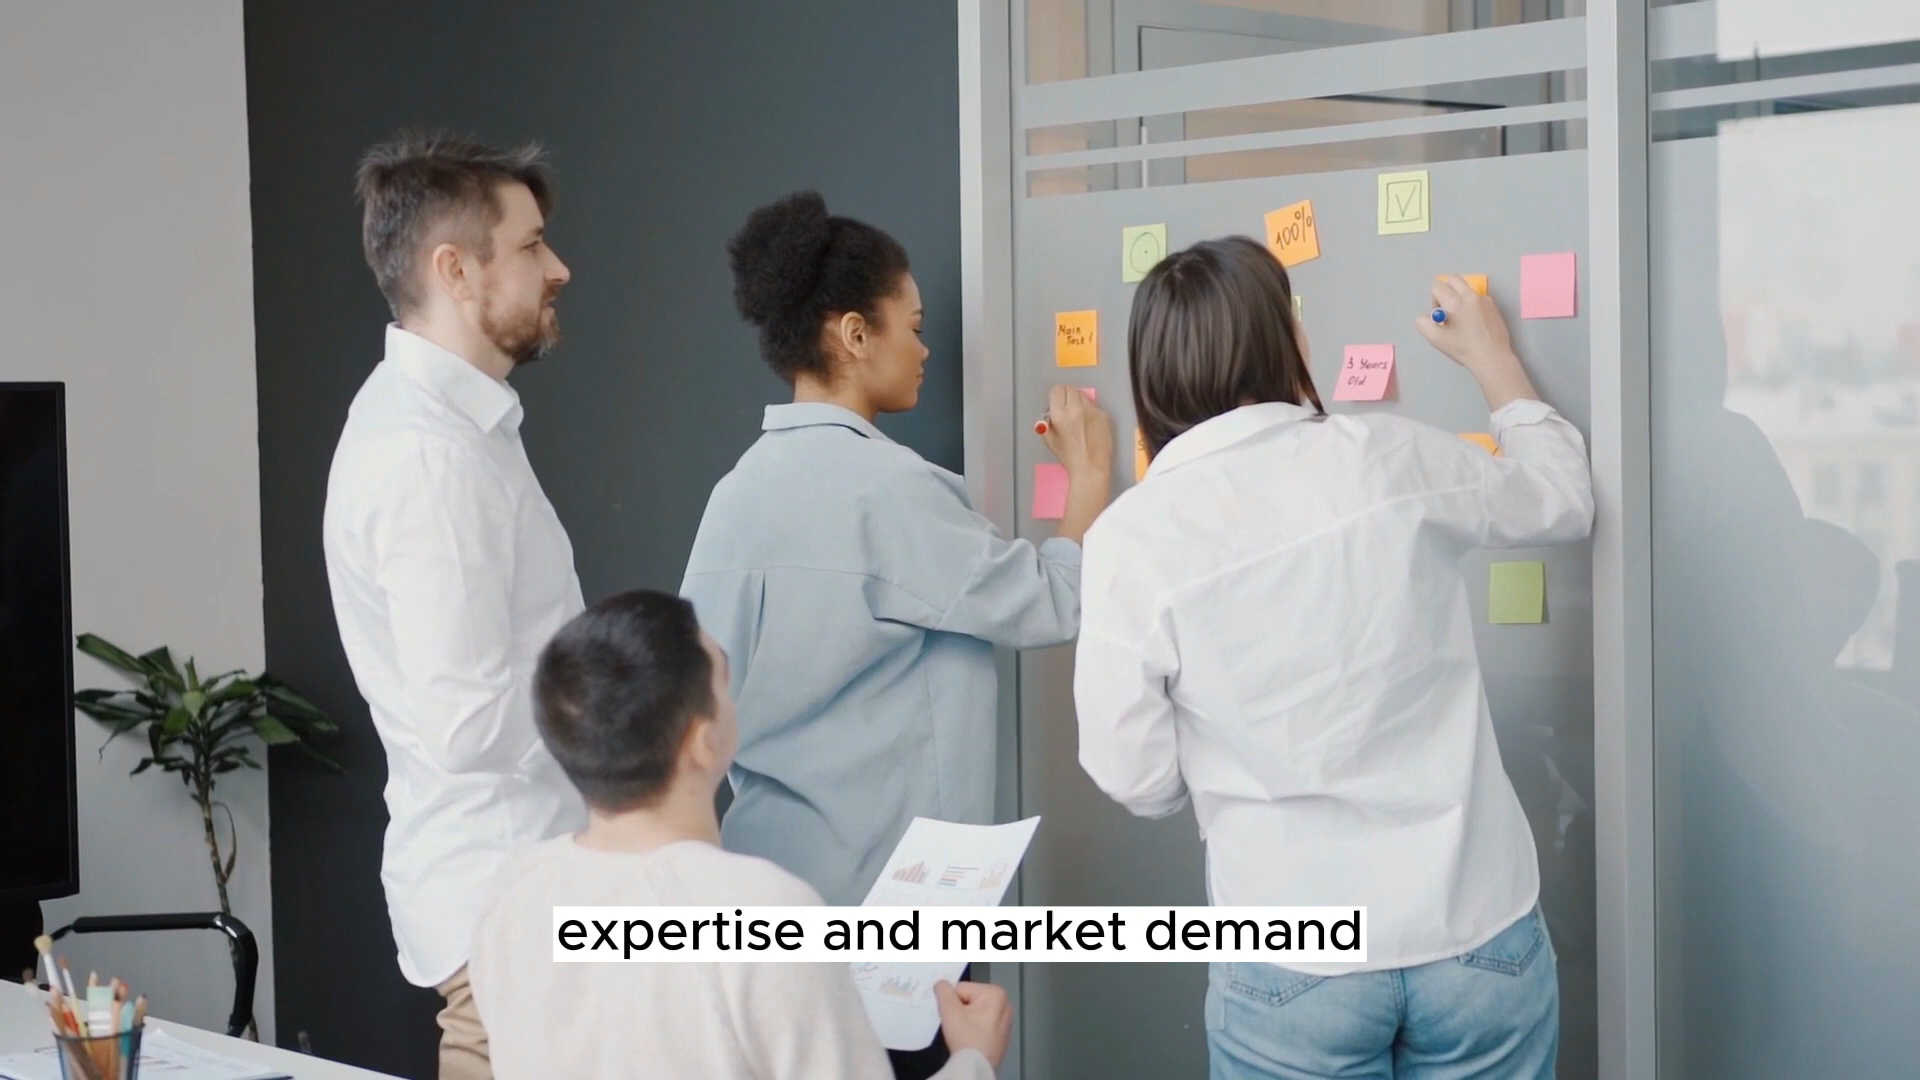 100%
Main
Task !
3 Years
Old
expertise and market demand